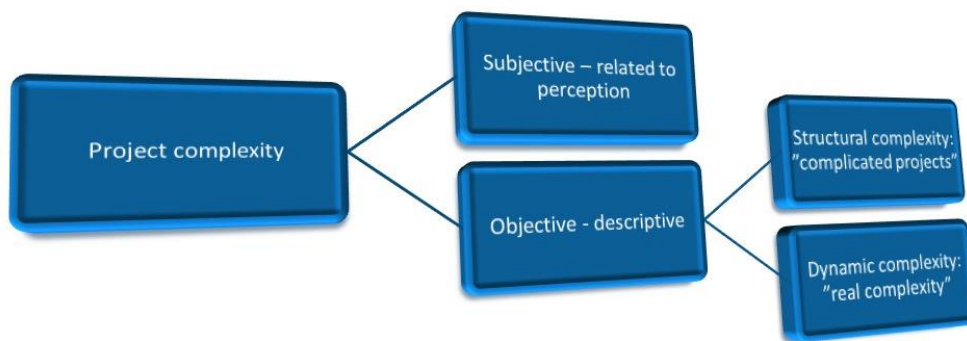 Project complexity
Subjective – related to
perception
Objective - descriptive
Structural complexity:
”complicated projects”
Dynamic complexity:
”real complexity”